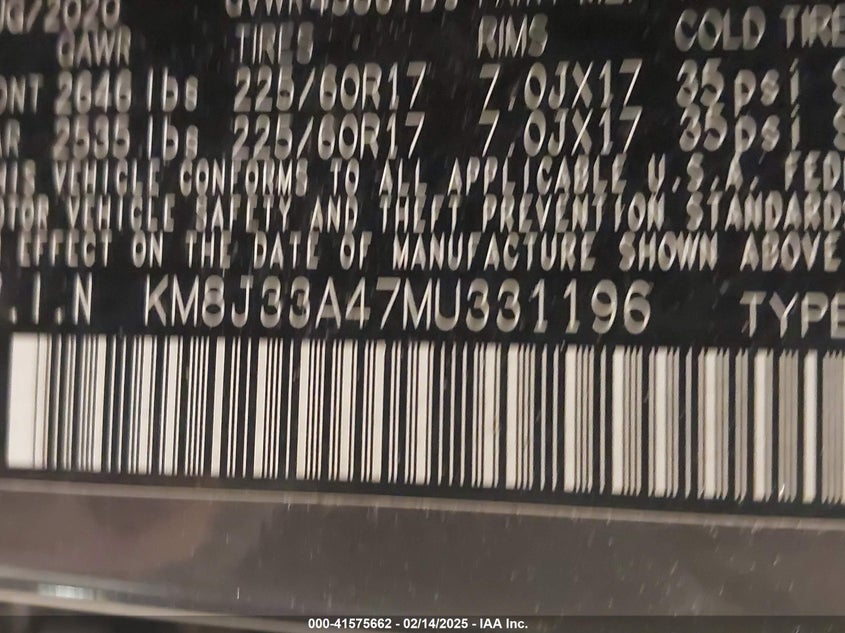 /2020
GAWR TIRES RIMS COLD TIRE
ONT 2646 lbs 225/60R17 7.0JX17 35psi
AR 2535 lbs 225/60R17 7.0JX17 35psi
HIS VEHICLE CONFORMS TO ALL APPLICABLE U.S.A. FEDE
OTOR VEHICLE SAFETY AND THEFT PREVENTION STANDARDS
EFFECT ON THE DATE OF MANUFACTURE SHOWN ABOVE
.I.N KM8J33A47MU331196 TYPE
000-41575662 - 02/14/2025 - IAA Inc.